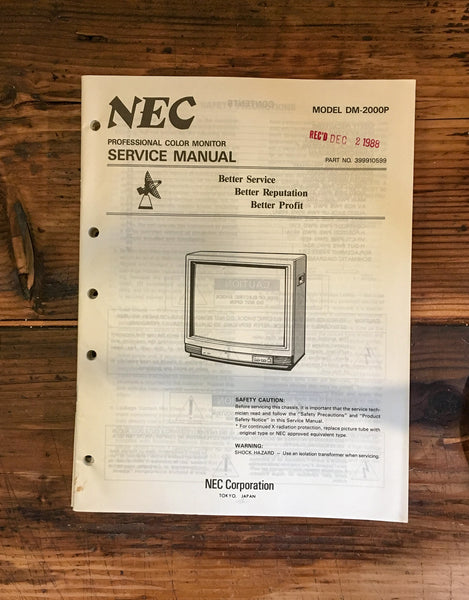 NEC
MODEL DM-2000P
REC'D DEC 2 1988
PROFESSIONAL COLOR MONITOR
SERVICE MANUAL
PART NO. 399910599
Better Service
Better Reputation
Better Profit
SAFETY CAUTION:
Before servicing this chassis, it is important that the service tech-
nician read and follow the "Safety Precautions" and "Product
Safety Notice" in this Service Manual.
* For continued X-radiation protection, replace picture tube with
original type or NEC approved equivalent type.
WARNING:
SHOCK HAZARD – Use an isolation transformer when servicing.
NEC Corporation
TOKYO, JAPAN